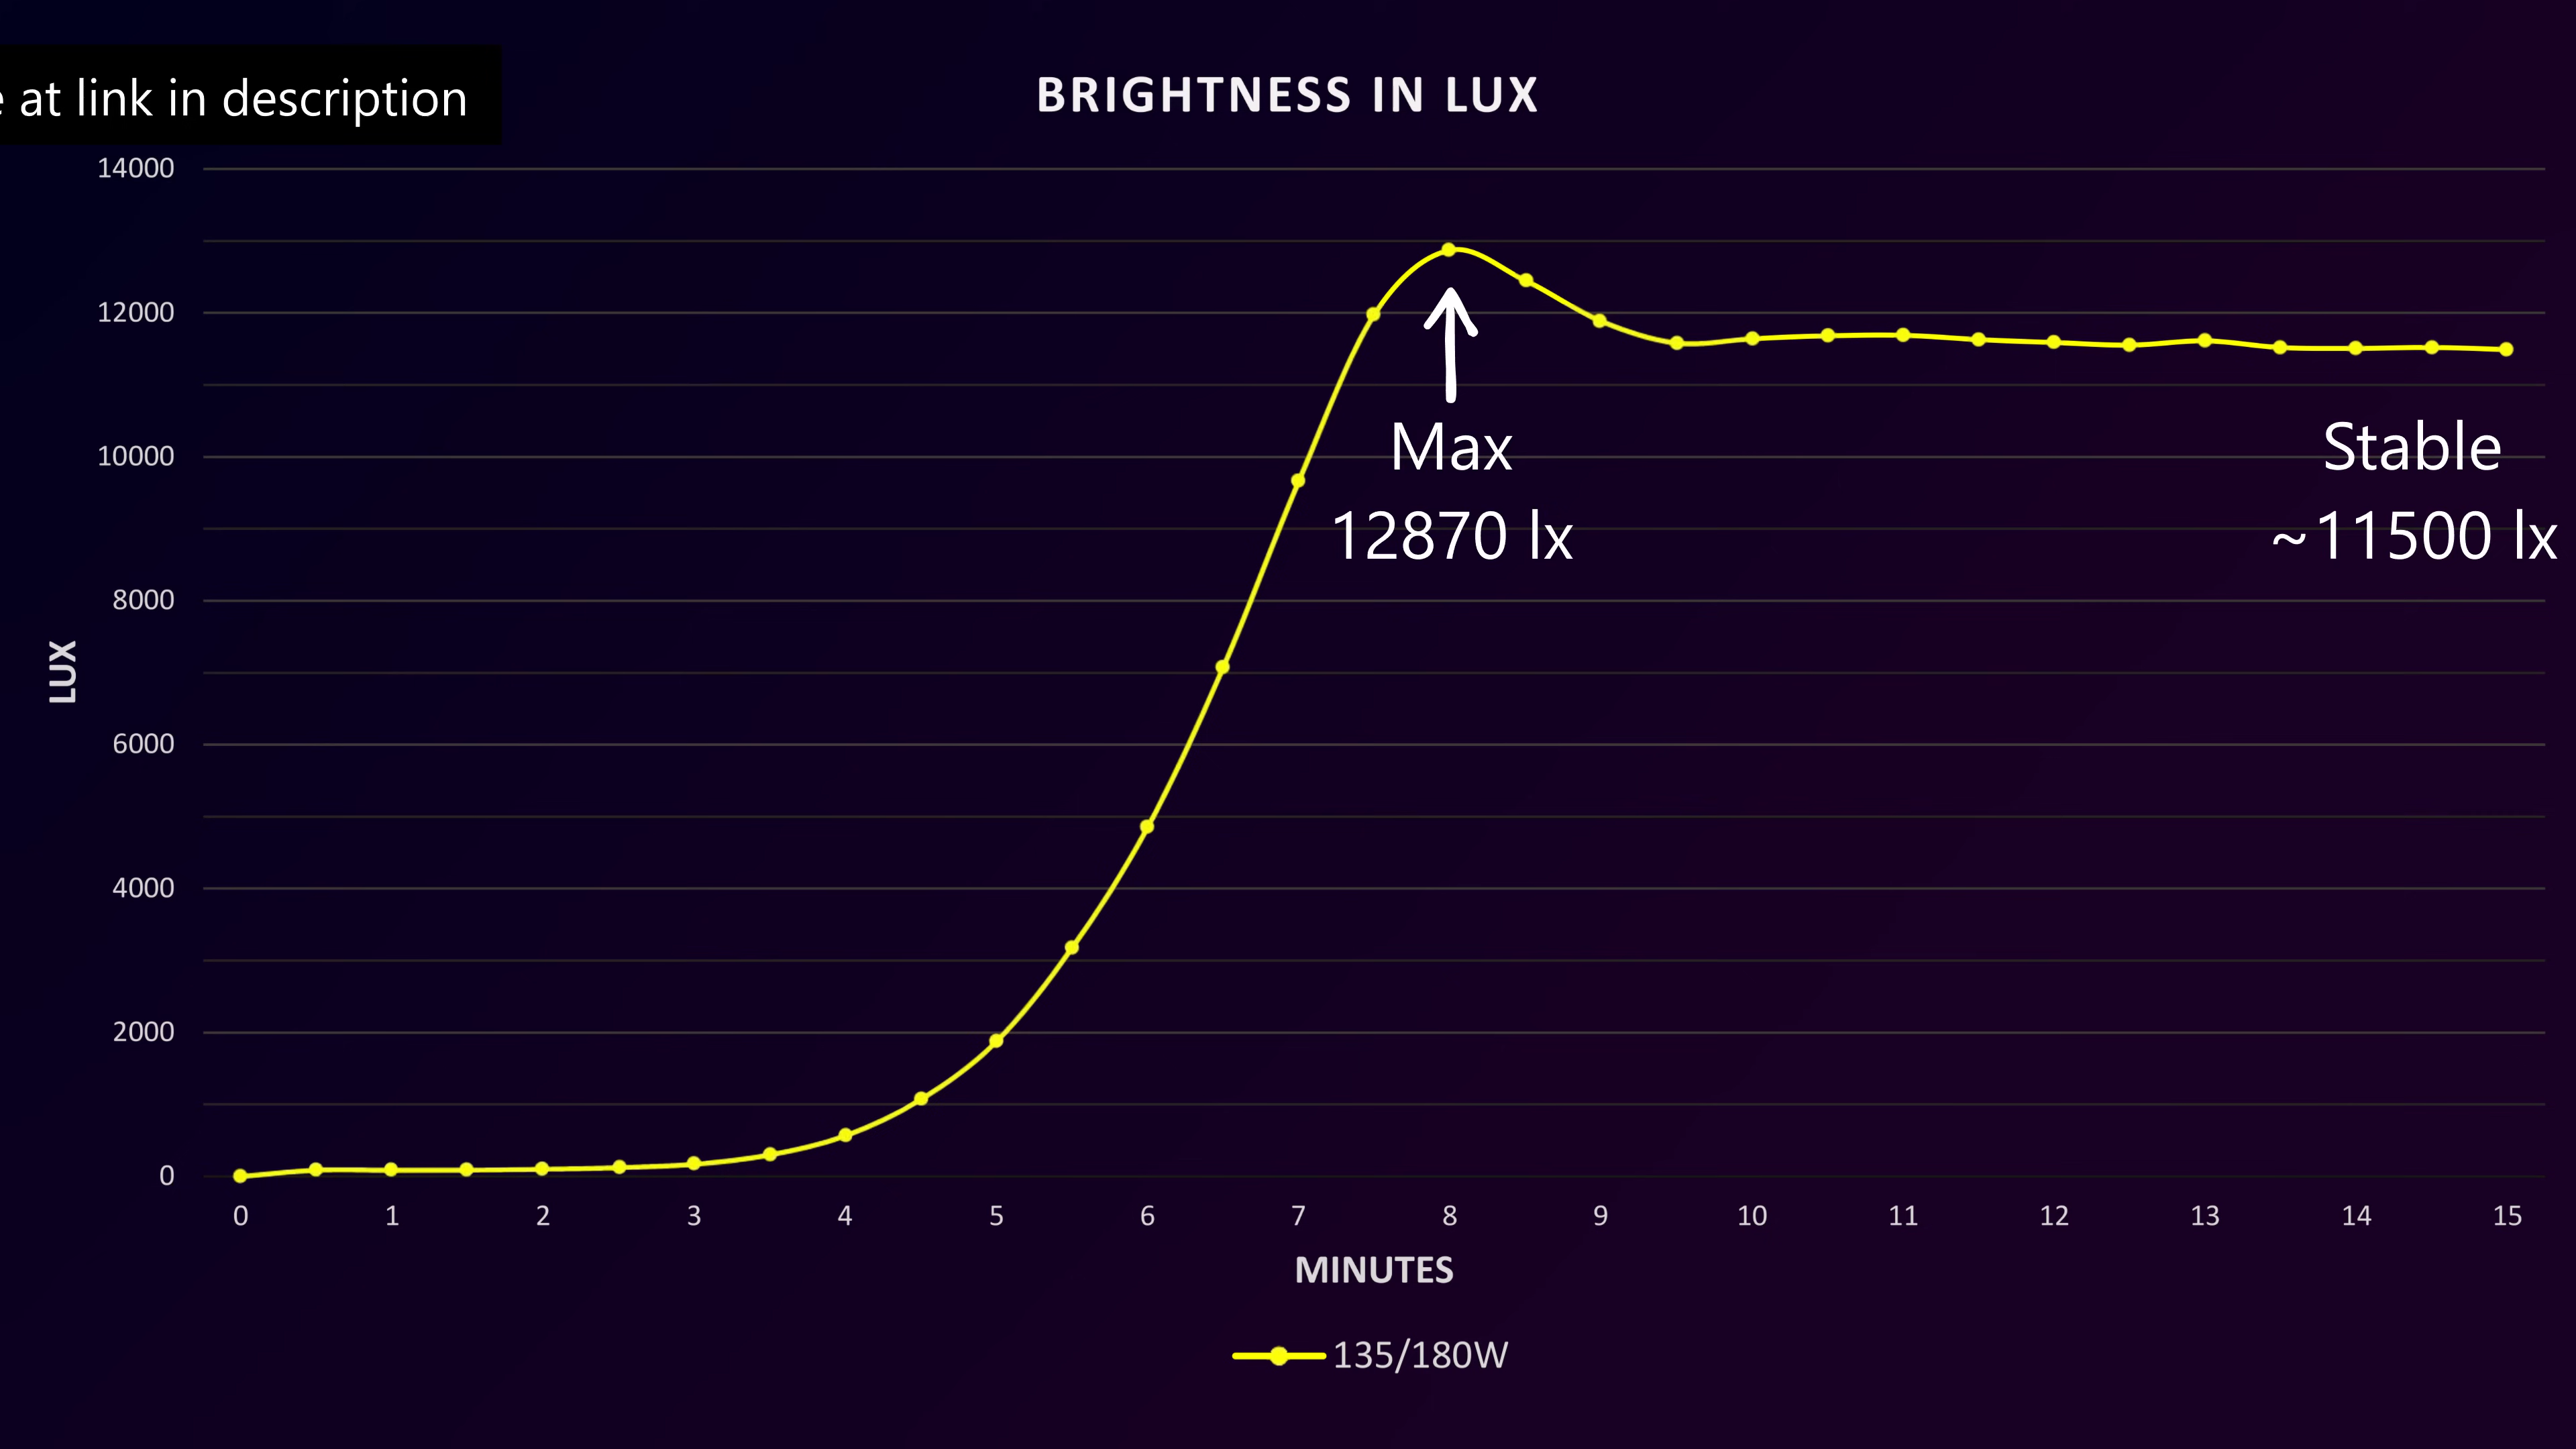 at link in description
BRIGHTNESS IN LUX
14000
12000
10000
8000
6000
4000
2000
0
LUX
Max
12870 lx
Stable
~11500 lx
0 1 2 3 4 5 6 7 8 9 10 11 12 13 14 15
MINUTES
135/180W